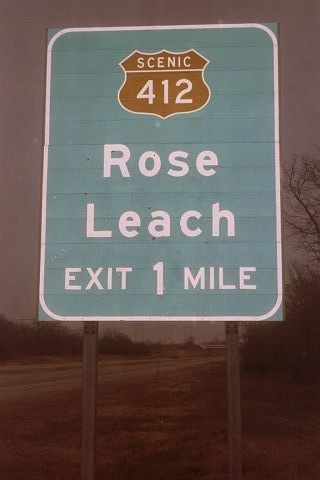 SCENIC
412
Rose
Leach
EXIT 1 MILE